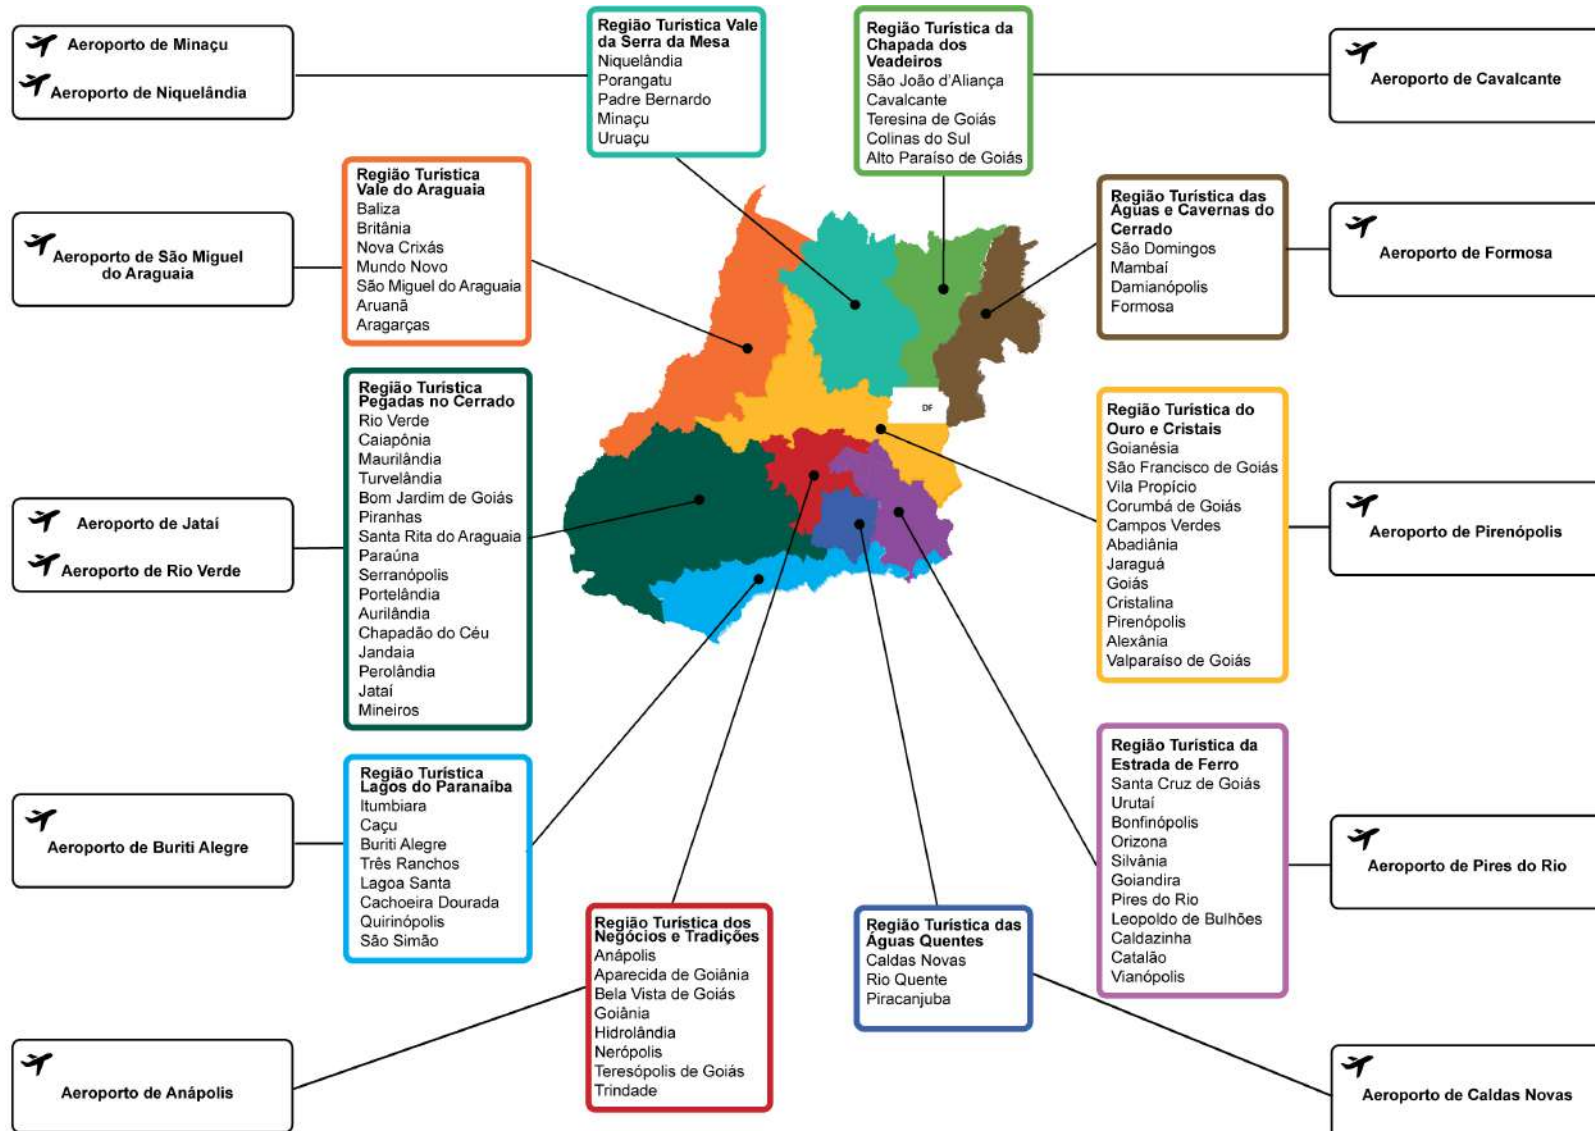 Aeroporto de Minaçu
Aeroporto de Niquelândia
Região Turística Vale
da Serra da Mesa
Niquelândia
Porangatu
Padre Bernardo
Minaçu
Uruaçu
Região Turística da
Chapada dos
Veadeiros
São João d'Aliança
Cavalcante
Teresina de Goiás
Colinas do Sul
Alto Paraíso de Goiás
Aeroporto de Cavalcante
Aeroporto de São Miguel
do Araguaia
Região Turística
Vale do Araguaia
Baliza
Britânia
Nova Crixás
Mundo Novo
São Miguel do Araguaia
Aruanã
Aragarças
Região Turística das
Águas e Cavernas do
Cerrado
São Domingos
Mambaí
Damianópolis
Formosa
Aeroporto de Formosa
DF
Aeroporto de Jataí
Aeroporto de Rio Verde
Região Turística
Pegadas no Cerrado
Rio Verde
Caiapônia
Maurilândia
Turvelândia
Bom Jardim de Goiás
Piranhas
Santa Rita do Araguaia
Paraúna
Serranópolis
Portelândia
Aurilândia
Chapadão do Céu
Jandaia
Perolândia
Jataí
Mineiros
Região Turística do
Ouro e Cristais
Goianésia
São Francisco de Goiás
Vila Propício
Corumbá de Goiás
Campos Verdes
Abadiânia
Jaraguá
Goiás
Cristalina
Pirenópolis
Alexânia
Valparaíso de Goiás
Aeroporto de Pirenópolis
Aeroporto de Buriti Alegre
Região Turística
Lagos do Paranaiba
Itumbiara
Caçu
Buriti Alegre
Três Ranchos
Lagoa Santa
Cachoeira Dourada
Quirinópolis
São Simão
Região Turística da
Estrada de Ferro
Santa Cruz de Goiás
Urutaí
Bonfinópolis
Orizona
Silvânia
Goiandira
Pires do Rio
Leopoldo de Bulhões
Caldazinha
Catalão
Vianópolis
Aeroporto de Pires do Rio
Aeroporto de Anápolis
Região Turística dos
Negócios e Tradições
Anápolis
Aparecida de Goiânia
Bela Vista de Goiás
Goiânia
Hidrolândia
Nerópolis
Teresópolis de Goiás
Trindade
Região Turística das
Águas Quentes
Caldas Novas
Rio Quente
Piracanjuba
Aeroporto de Caldas Novas